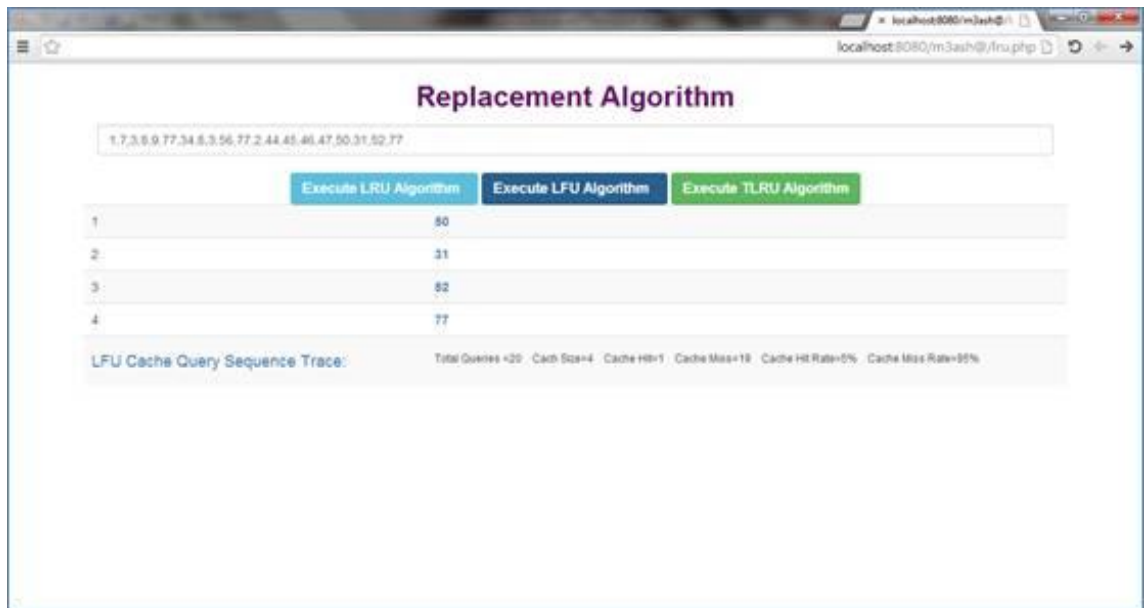 localhost:8080/m3ash@/
localhost:8080/m3ash@/lru.php
Replacement Algorithm
1,7,3,8,9,77,34,8,3,56,77,2,44,45,46,47,50,31,52,77
Execute LRU Algorithm Execute LFU Algorithm Execute TLRU Algorithm
1 50
2 31
3 52
4 77
LFU Cache Query Sequence Trace: Total Queries =20 Cach Size=4 Cache Hit=1 Cache Miss=19 Cache Hit Rate=5% Cache Miss Rate=95%